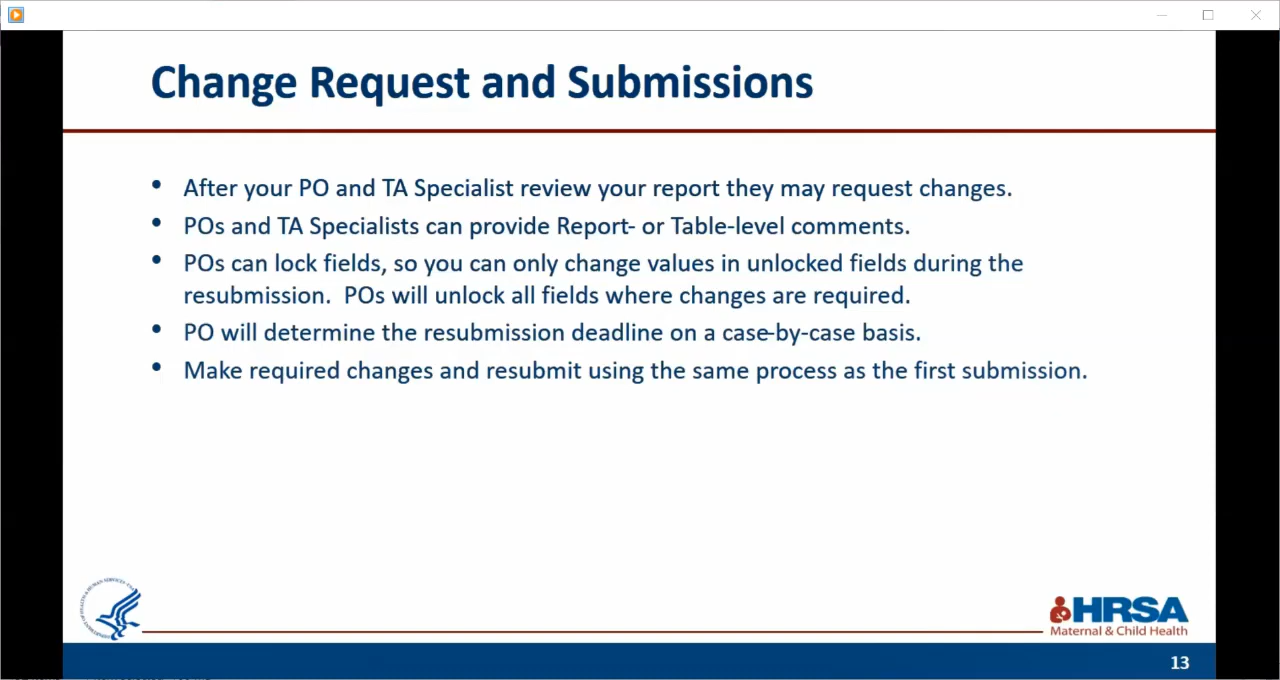 Change Request and Submissions
• After your PO and TA Specialist review your report they may request changes.
• POs and TA Specialists can provide Report- or Table-level comments.
• POs can lock fields, so you can only change values in unlocked fields during the
resubmission. POs will unlock all fields where changes are required.
• PO will determine the resubmission deadline on a case-by-case basis.
• Make required changes and resubmit using the same process as the first submission.
HRSA
Maternal & Child Health
13